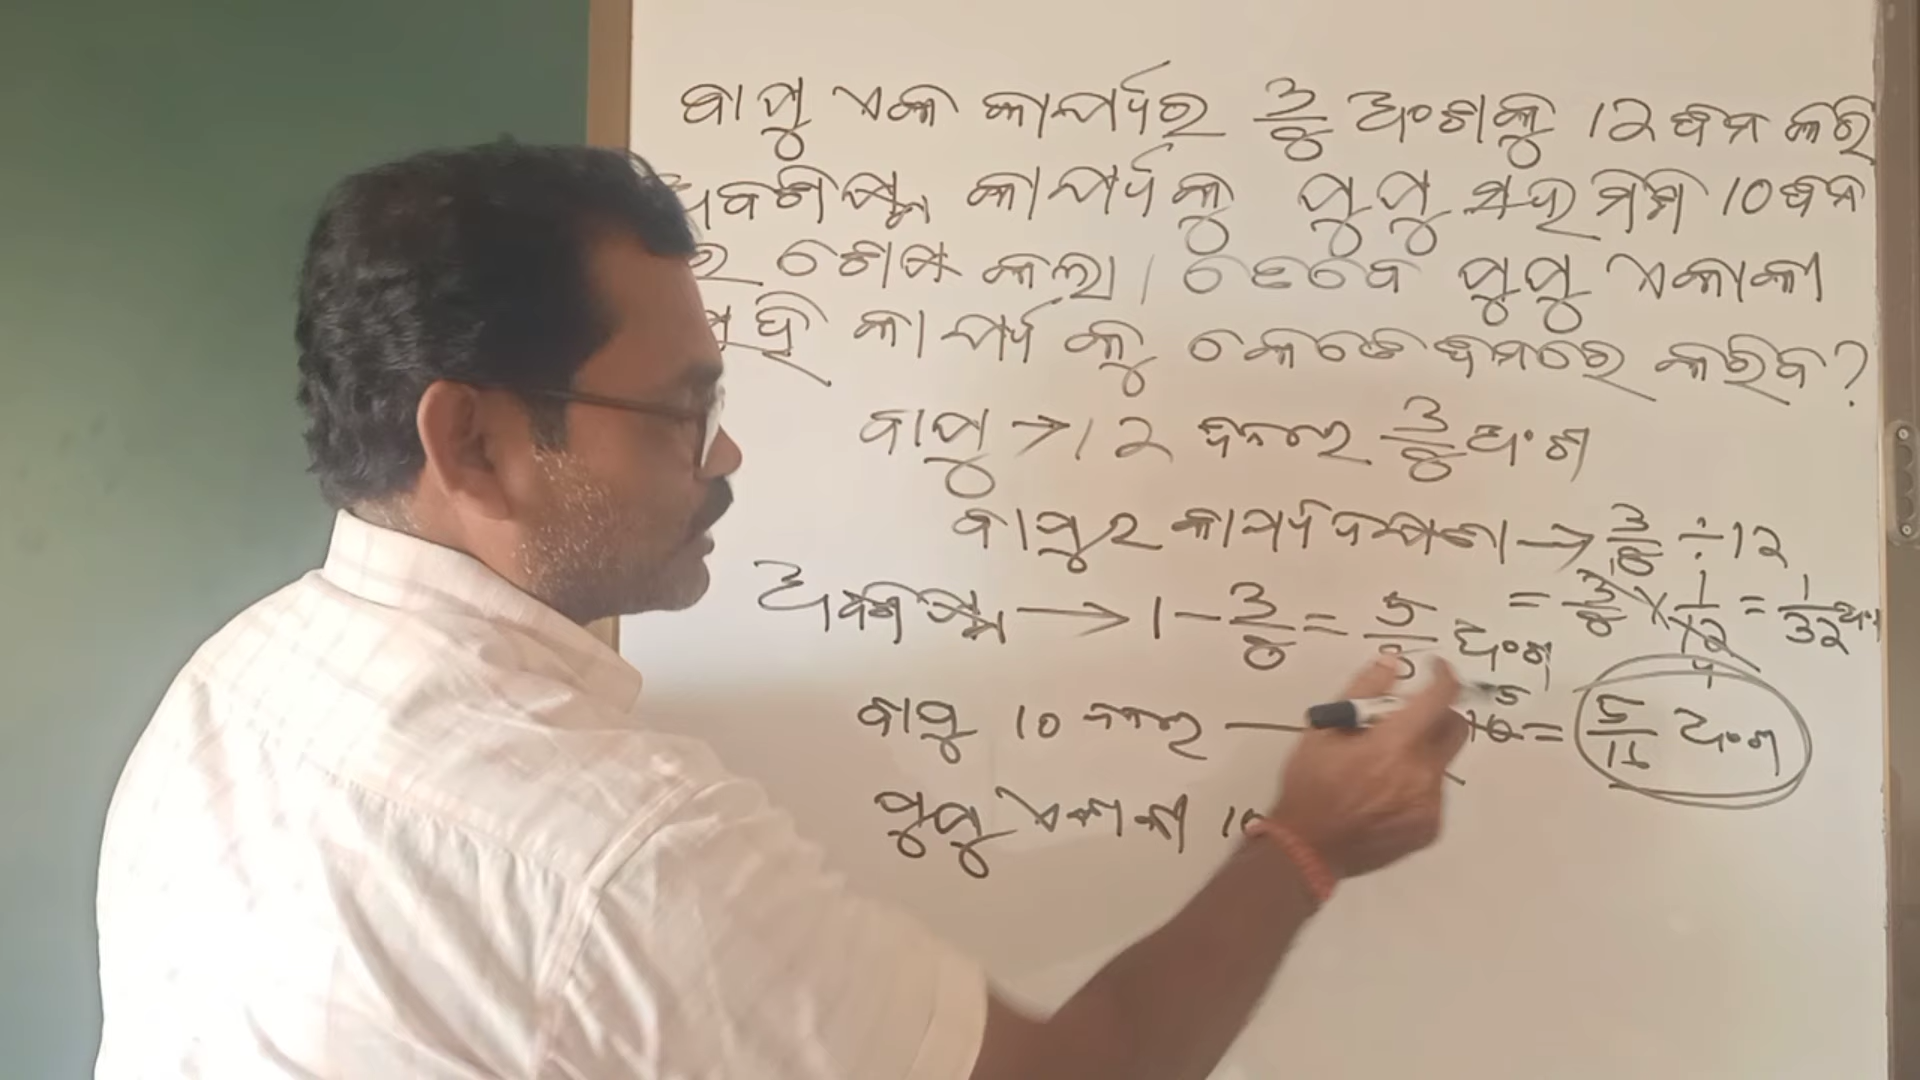 ବାପୁ ଏକ କାର୍ଯ୍ୟର 3/8 ଅଂଶକୁ 12 ଦିନ କରି
ଅବଶିଷ୍ଟ କାର୍ଯ୍ୟକୁ ପୁପୁ ସହ ମିଶି 10 ଦିନ
ରେ ଶେଷ କଲା। ତେବେ ପୁପୁ ଏକାକୀ
କାର୍ଯ୍ୟକୁ କେତେ ଦିନରେ କରିବ?
ବାପୁ → 12 ଦିନରେ 3/8 ଅଂଶ
ବାପୁର କାର୍ଯ୍ୟଦକ୍ଷତା → 3/8 ÷ 12
= 3/8 × 1/12 = 1/32 ଅଂଶ
ଅବଶିଷ୍ଟ → 1 - 3/8 = 5/8 ଅଂଶ
ବାପୁ 10 ଦିନରେ = 5/16 ଅଂଶ
ପୁପୁ ଏକାକୀ 10